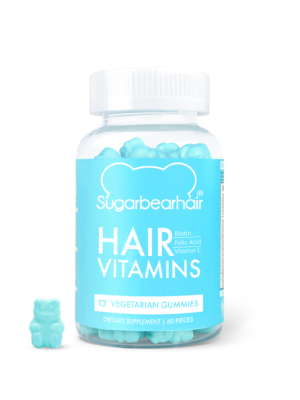 Sugarbearhair
HAIR
Biotin
Folic Acid
Vitamin C
VITAMINS
VEGETARIAN GUMMIES
DIETARY SUPPLEMENT | 60 PIECES